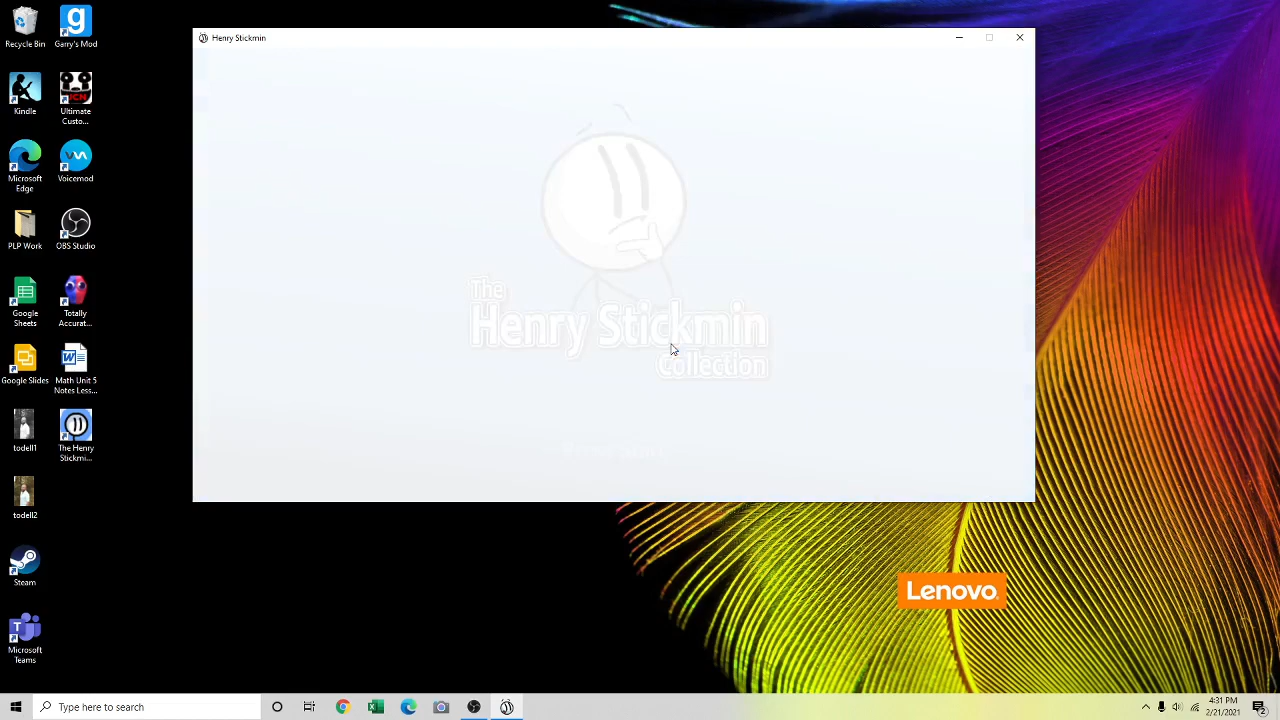 Recycle Bin
Garry's Mod
Kindle
Ultimate
Custo...
Microsoft
Edge
Voicemod
PLP Work
OBS Studio
Google
Sheets
Totally
Accurat...
Google Slides
Math Unit 5
Notes Less...
todell1
The Henry
Stickmi...
todell2
Steam
Microsoft
Teams
Henry Stickmin
The
Henry Stickmin
Collection
Lenovo
Type here to search
4:31 PM
2/21/2021
2